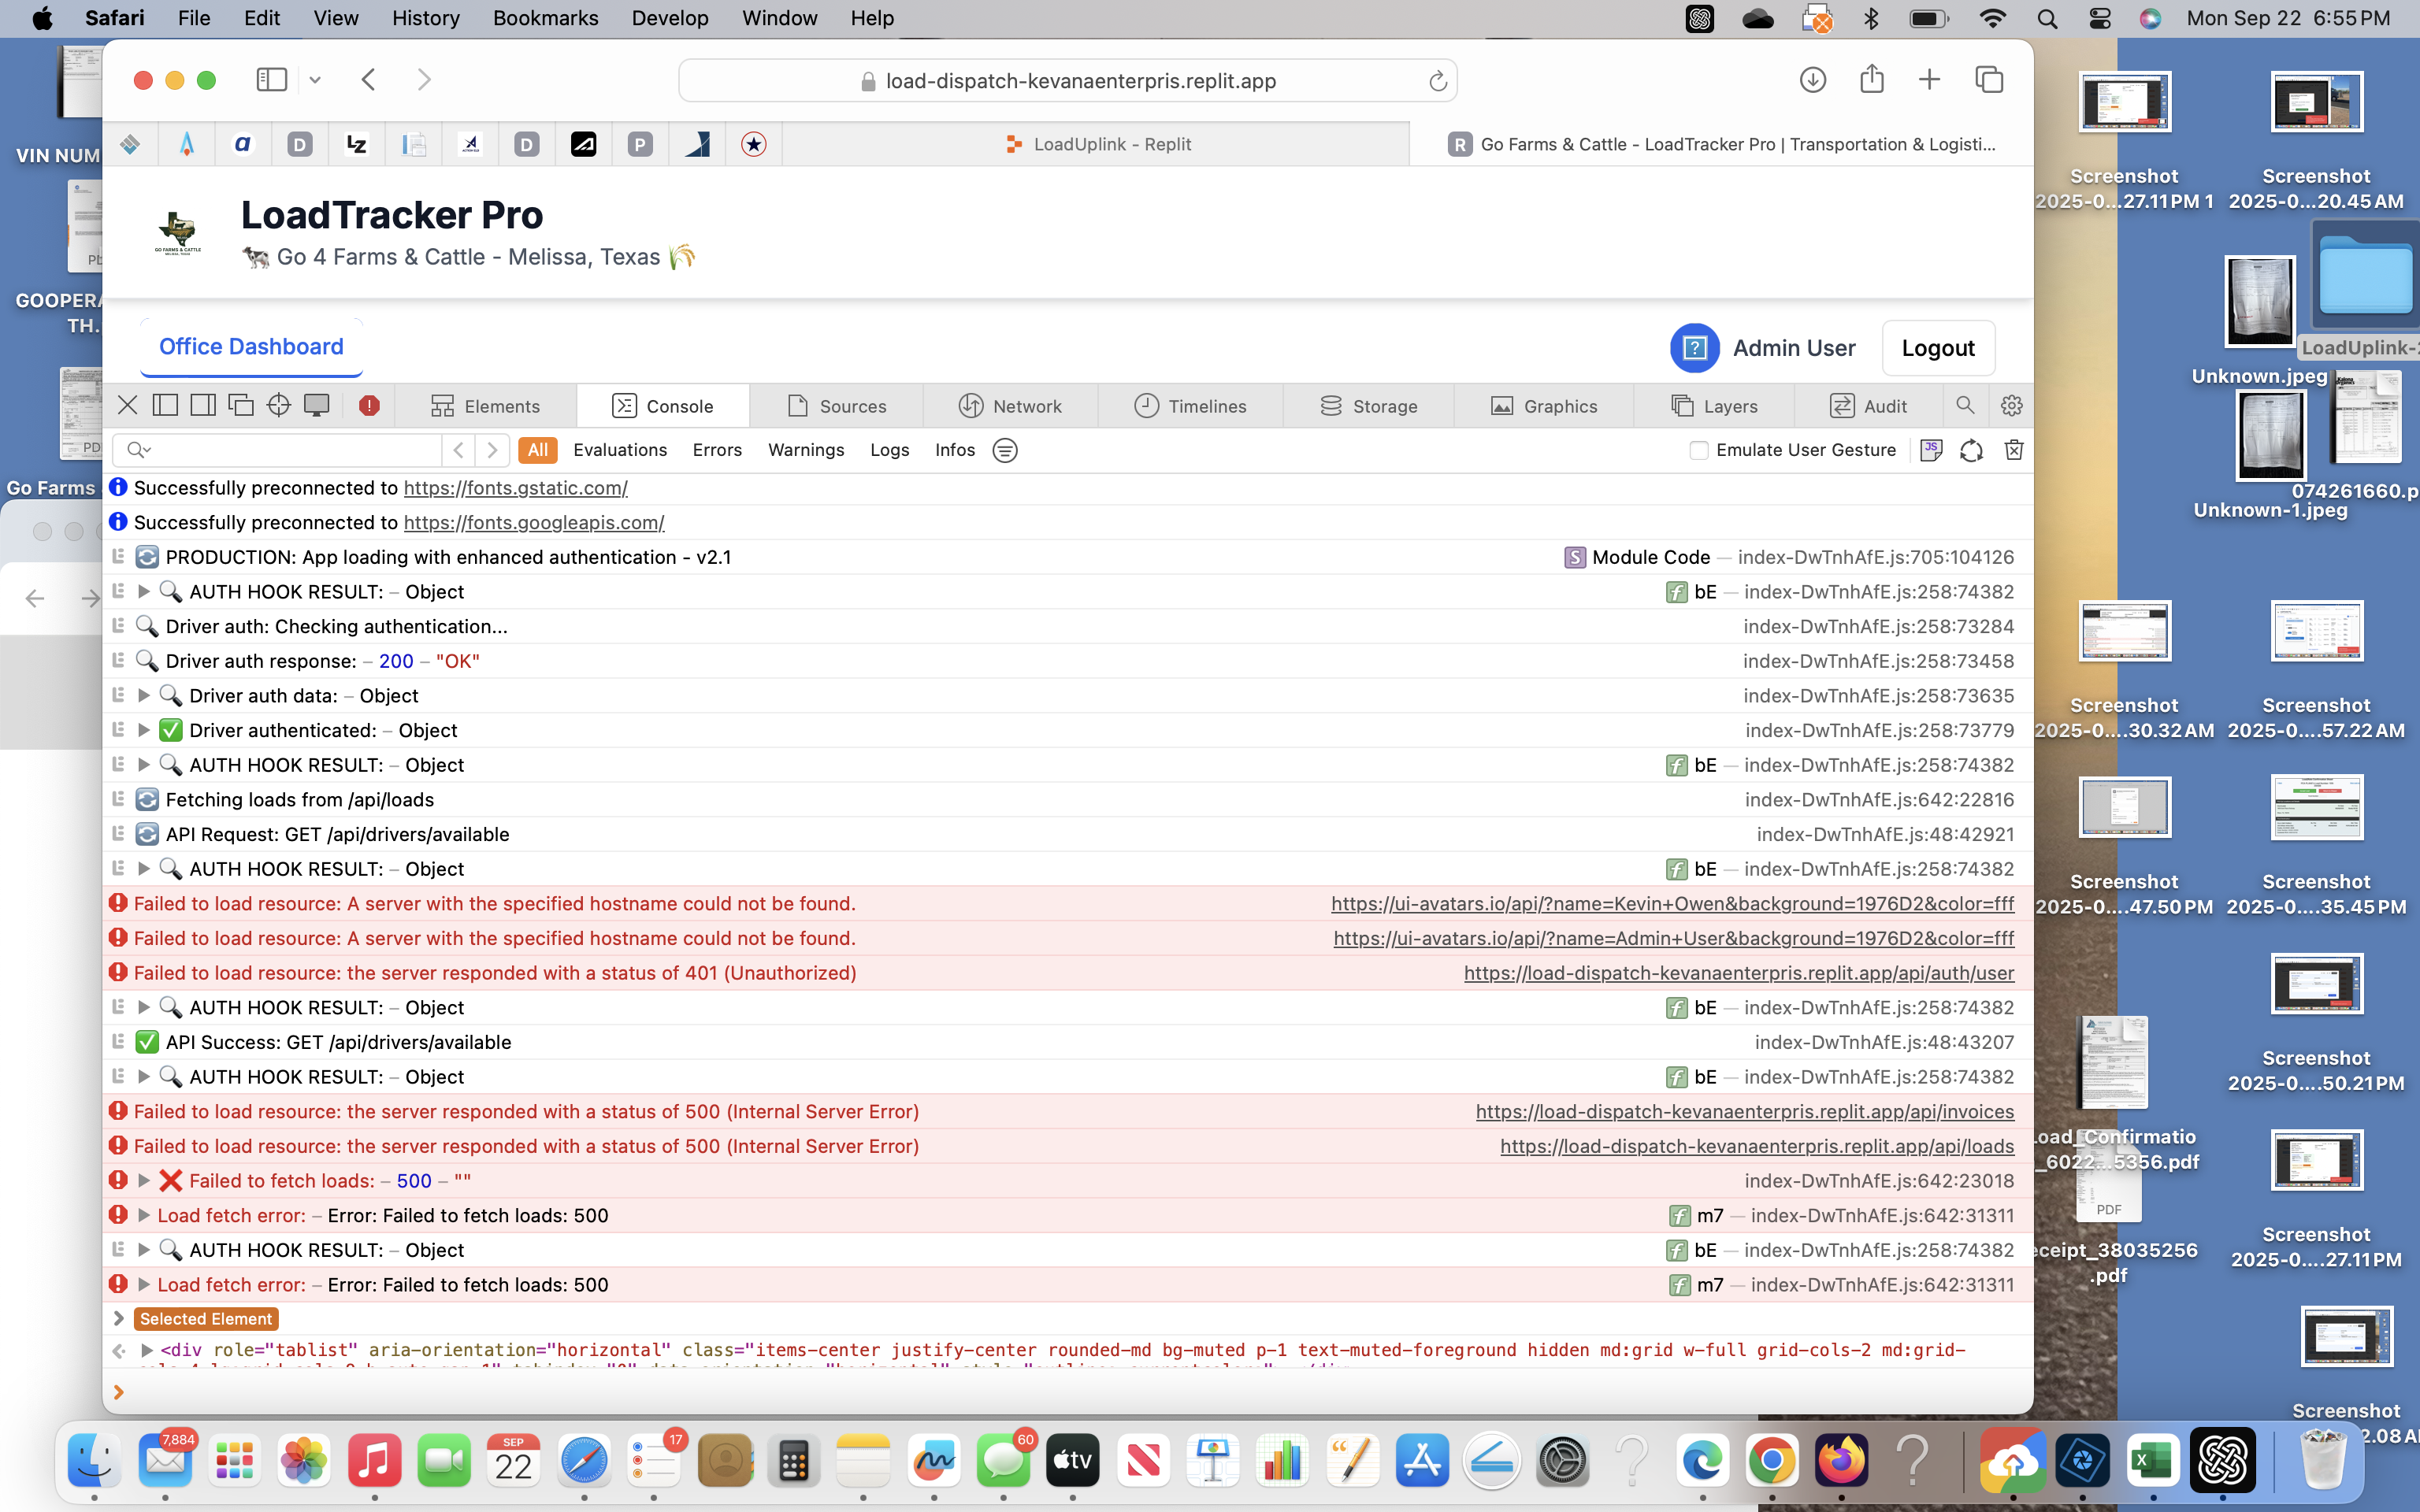 Safari File Edit View History Bookmarks Develop Window Help
Mon Sep 22 6:55 PM
load-dispatch-kevanaenterpris.replit.app
LoadUplink - Replit
R Go Farms & Cattle - LoadTracker Pro | Transportation & Logisti...
LoadTracker Pro
Go 4 Farms & Cattle - Melissa, Texas
Office Dashboard
Admin User
Logout
Elements Console Sources Network Timelines Storage Graphics Layers Audit
All Evaluations Errors Warnings Logs Infos
Emulate User Gesture
Successfully preconnected to https://fonts.gstatic.com/
Successfully preconnected to https://fonts.googleapis.com/
PRODUCTION: App loading with enhanced authentication - v2.1 S Module Code — index-DwTnhAfE.js:705:104126
AUTH HOOK RESULT: – Object f bE — index-DwTnhAfE.js:258:74382
Driver auth: Checking authentication... index-DwTnhAfE.js:258:73284
Driver auth response: – 200 – "OK" index-DwTnhAfE.js:258:73458
Driver auth data: – Object index-DwTnhAfE.js:258:73635
Driver authenticated: – Object index-DwTnhAfE.js:258:73779
AUTH HOOK RESULT: – Object f bE — index-DwTnhAfE.js:258:74382
Fetching loads from /api/loads index-DwTnhAfE.js:642:22816
API Request: GET /api/drivers/available index-DwTnhAfE.js:48:42921
AUTH HOOK RESULT: – Object f bE — index-DwTnhAfE.js:258:74382
Failed to load resource: A server with the specified hostname could not be found. https://ui-avatars.io/api/?name=Kevin+Owen&background=1976D2&color=fff
Failed to load resource: A server with the specified hostname could not be found. https://ui-avatars.io/api/?name=Admin+User&background=1976D2&color=fff
Failed to load resource: the server responded with a status of 401 (Unauthorized) https://load-dispatch-kevanaenterpris.replit.app/api/auth/user
AUTH HOOK RESULT: – Object f bE — index-DwTnhAfE.js:258:74382
API Success: GET /api/drivers/available index-DwTnhAfE.js:48:43207
AUTH HOOK RESULT: – Object f bE — index-DwTnhAfE.js:258:74382
Failed to load resource: the server responded with a status of 500 (Internal Server Error) https://load-dispatch-kevanaenterpris.replit.app/api/invoices
Failed to load resource: the server responded with a status of 500 (Internal Server Error) https://load-dispatch-kevanaenterpris.replit.app/api/loads
Failed to fetch loads: – 500 – "" index-DwTnhAfE.js:642:23018
Load fetch error: – Error: Failed to fetch loads: 500 f m7 — index-DwTnhAfE.js:642:31311
AUTH HOOK RESULT: – Object f bE — index-DwTnhAfE.js:258:74382
Load fetch error: – Error: Failed to fetch loads: 500 f m7 — index-DwTnhAfE.js:642:31311
Selected Element
<div role="tablist" aria-orientation="horizontal" class="items-center justify-center rounded-md bg-muted p-1 text-muted-foreground hidden md:grid w-full grid-cols-2 md:grid-
VIN NUM
GOOPERA
TH.
Go Farms
Screenshot
2025-0...27.11 PM 1
Screenshot
2025-0...20.45 AM
LoadUplink-
Unknown.jpeg
074261660.p
Unknown-1.jpeg
Screenshot
2025-0....30.32 AM
Screenshot
2025-0....57.22 AM
Screenshot
2025-0....47.50 PM
Screenshot
2025-0....35.45 PM
Screenshot
2025-0....50.21 PM
Load_Confirmatio
_6022...5356.pdf
PDF
eceipt_38035256
.pdf
Screenshot
2025-0....27.11 PM
Screenshot
2.08 A
7,884
SEP
22
17
60
tv